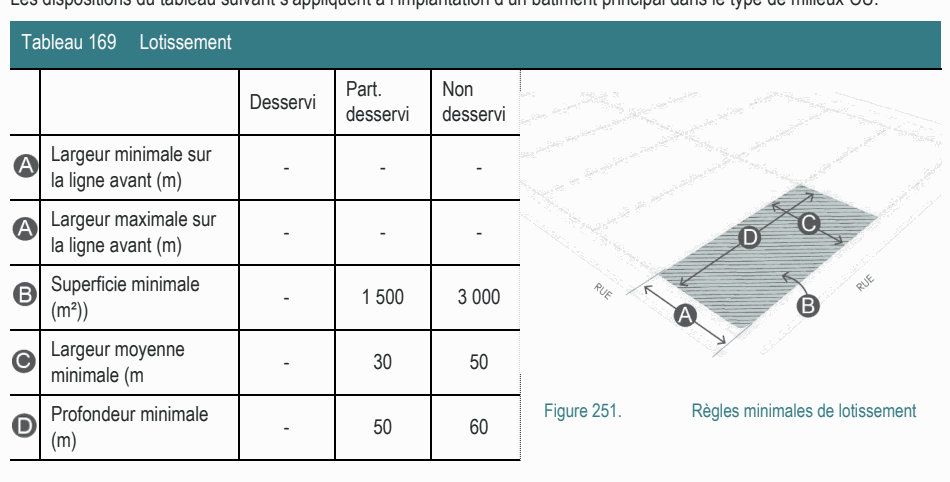 Les dispositions du tableau suivant s'appliquent à l'implantation d'un bâtiment principal dans le type de milieux CU.
Tableau 169 Lotissement
Desservi
Part.
desservi
Non
desservi
A Largeur minimale sur
la ligne avant (m)
- - -
A Largeur maximale sur
la ligne avant (m)
- - -
B Superficie minimale
(m²))
- 1 500 3 000
C Largeur moyenne
minimale (m
- 30 50
D Profondeur minimale
(m)
- 50 60
D
C
A
B
RUE
RUE
Figure 251. Règles minimales de lotissement